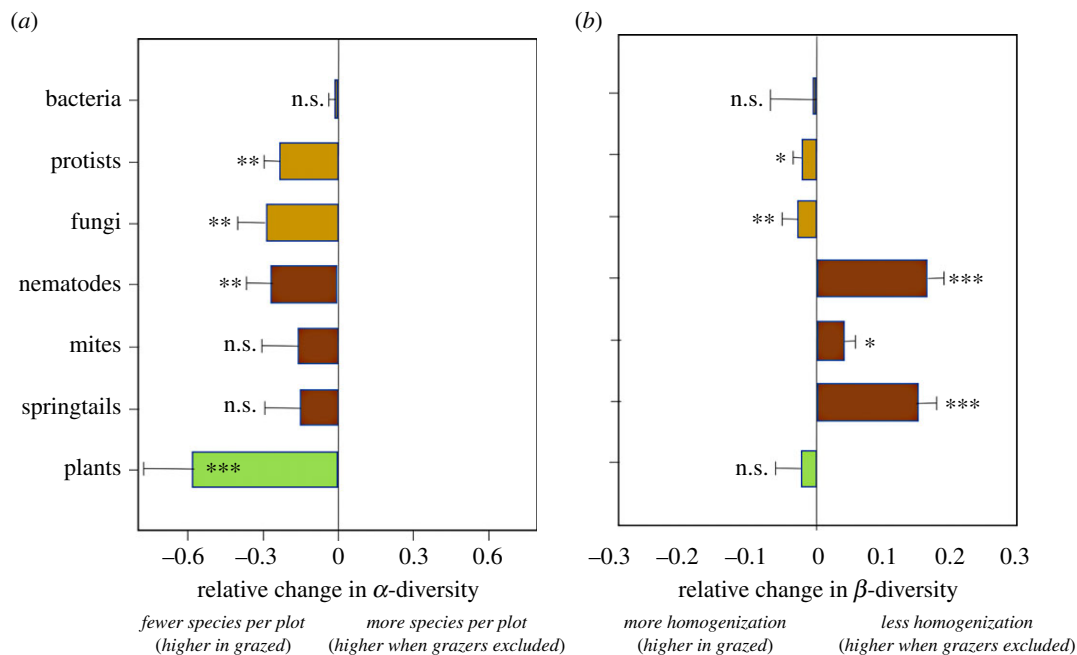 (a)
bacteria
protists
fungi
nematodes
mites
springtails
plants
n.s.
**
**
**
n.s.
n.s.
***
–0.6 –0.3 0 0.3 0.6
relative change in α-diversity
fewer species per plot
(higher in grazed)
more species per plot
(higher when grazers excluded)
(b)
n.s.
*
**
***
*
***
n.s.
–0.3 –0.2 –0.1 0 0.1 0.2 0.3
relative change in β-diversity
more homogenization
(higher in grazed)
less homogenization
(higher when grazers excluded)